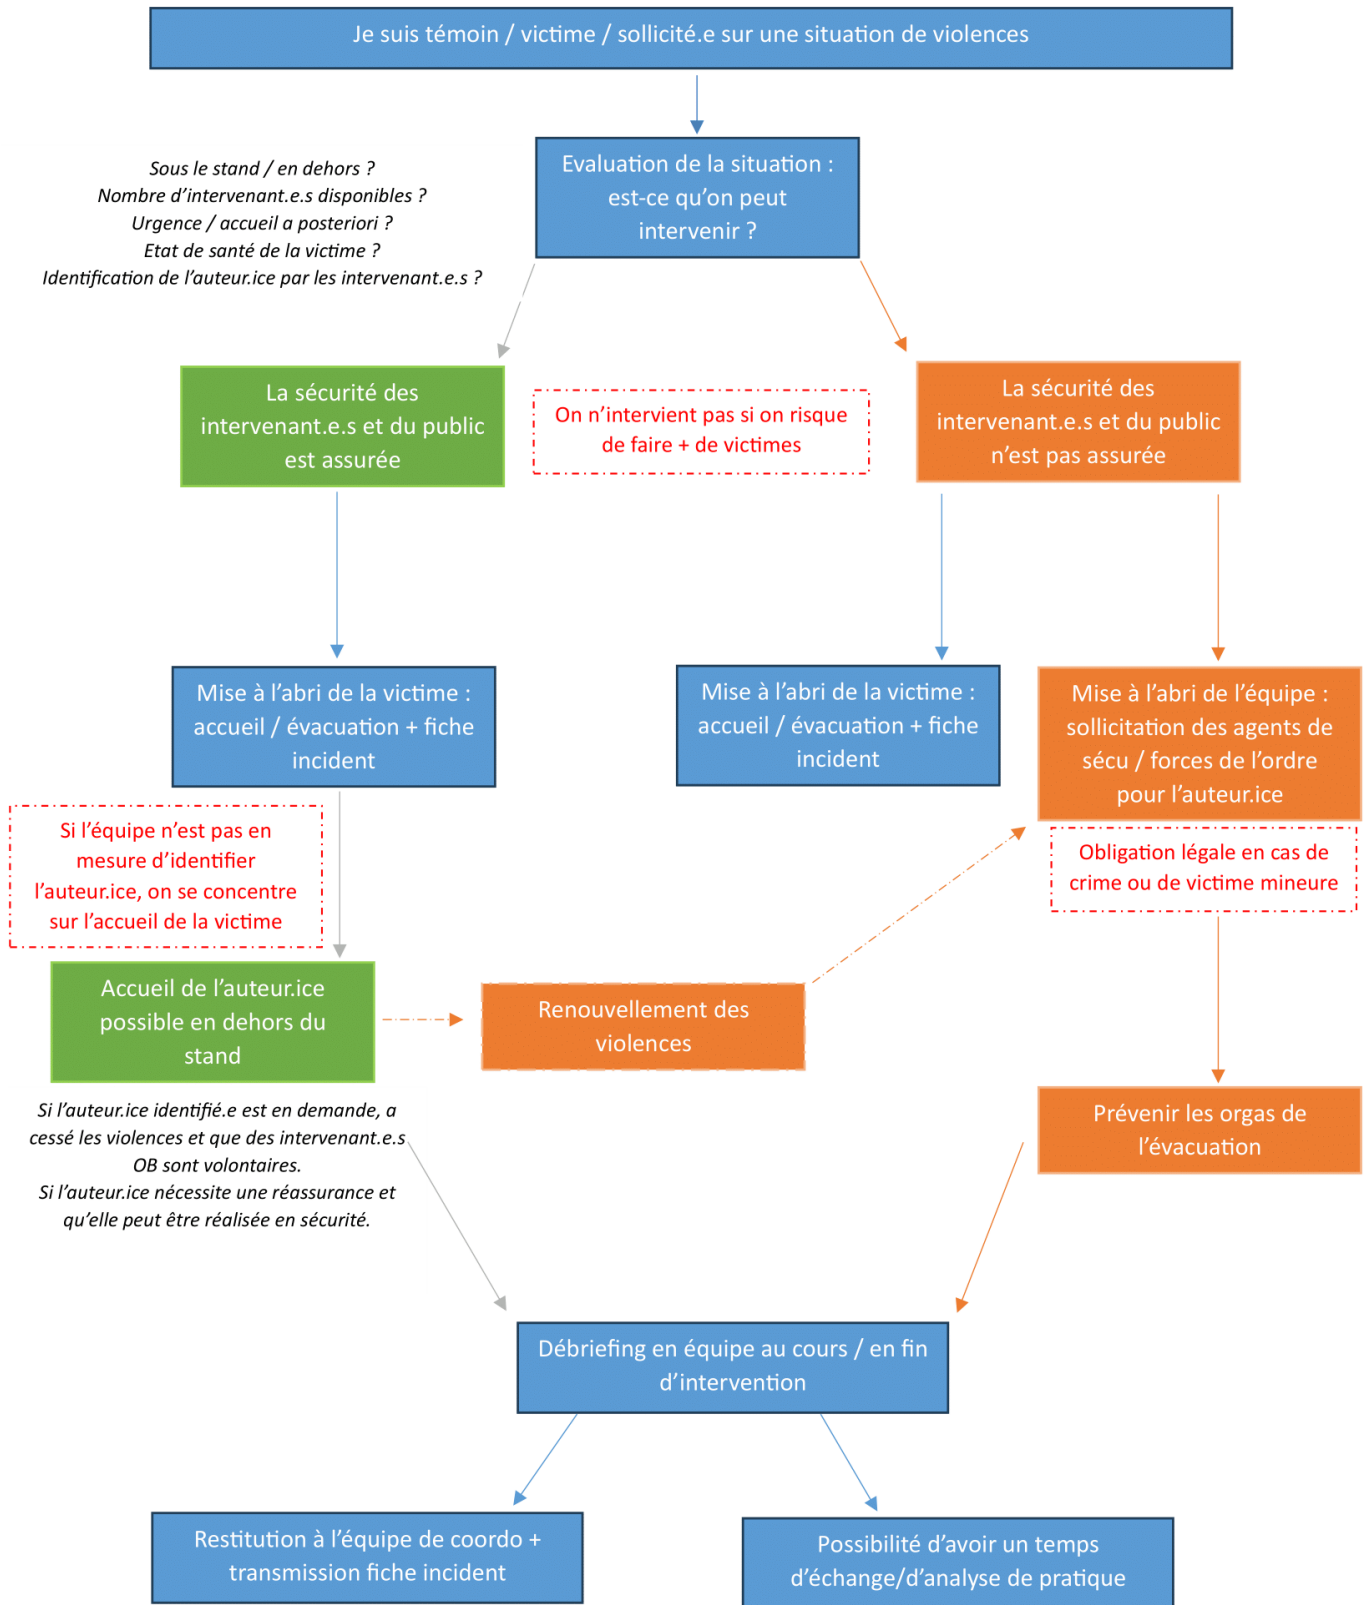 Je suis témoin / victime / sollicité.e sur une situation de violences
Sous le stand / en dehors ?
Nombre d'intervenant.e.s disponibles ?
Urgence / accueil a posteriori ?
Etat de santé de la victime ?
Identification de l'auteur.ice par les intervenant.e.s ?
Evaluation de la situation :
est-ce qu'on peut
intervenir ?
La sécurité des
intervenant.e.s et du public
est assurée
On n'intervient pas si on risque
de faire + de victimes
La sécurité des
intervenant.e.s et du public
n'est pas assurée
Mise à l'abri de la victime :
accueil / évacuation + fiche
incident
Mise à l'abri de la victime :
accueil / évacuation + fiche
incident
Mise à l'abri de l'équipe :
sollicitation des agents de
sécu / forces de l'ordre
pour l'auteur.ice
Si l'équipe n'est pas en
mesure d'identifier
l'auteur.ice, on se concentre
sur l'accueil de la victime
Obligation légale en cas de
crime ou de victime mineure
Accueil de l'auteur.ice
possible en dehors du
stand
Renouvellement des
violences
Si l'auteur.ice identifié.e est en demande, a
cessé les violences et que des intervenant.e.s
OB sont volontaires.
Si l'auteur.ice nécessite une réassurance et
qu'elle peut être réalisée en sécurité.
Prévenir les orgas de
l'évacuation
Débriefing en équipe au cours / en fin
d'intervention
Restitution à l'équipe de coordo +
transmission fiche incident
Possibilité d'avoir un temps
d'échange/d'analyse de pratique